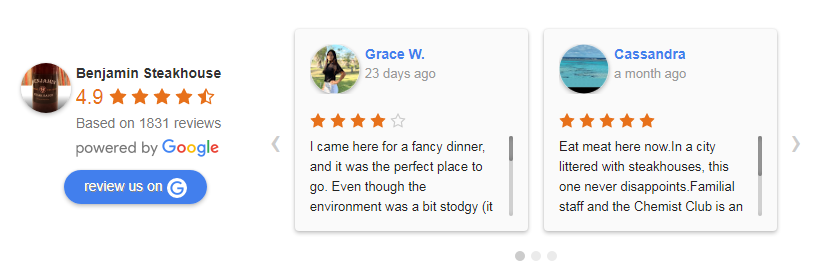 Benjamin Steakhouse
4.9
Based on 1831 reviews
powered by Google
review us on G
Grace W.
23 days ago
I came here for a fancy dinner,
and it was the perfect place to
go. Even though the
environment was a bit stodgy (it
Cassandra
a month ago
Eat meat here now.In a city
littered with steakhouses, this
one never disappoints.Familial
staff and the Chemist Club is an